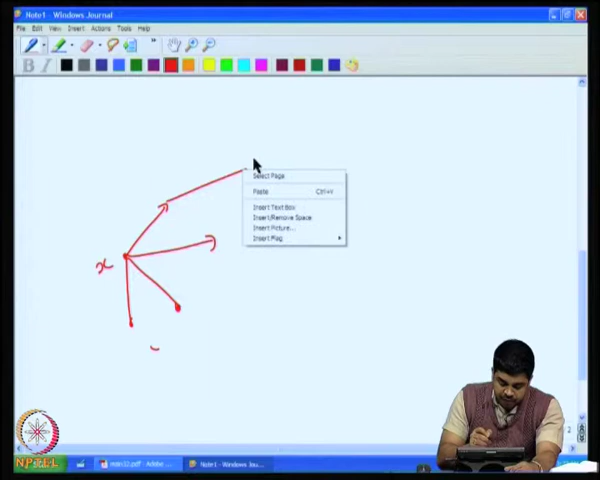 Note1 - Windows Journal
File Edit View Insert Actions Tools Help
B I
Select Page
Paste Ctrl+V
Insert Text Box
Insert/Remove Space
Insert Picture...
Insert Flag
x
2
NPTEL
Note1 - Windows Jou...